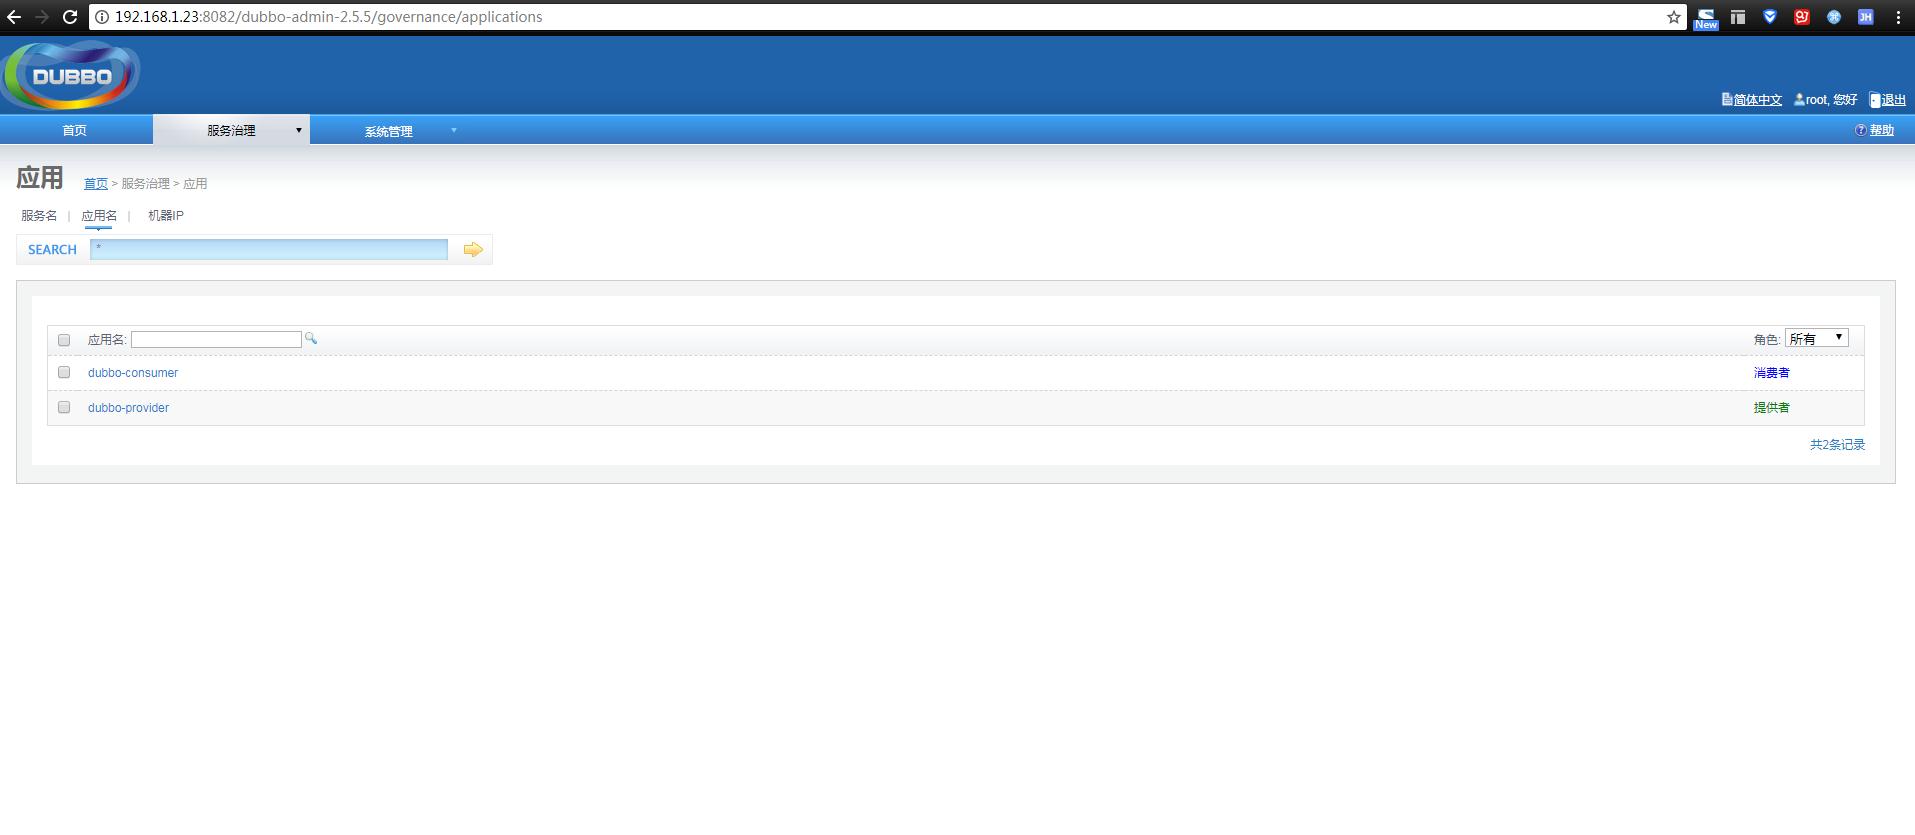 192.168.1.23:8082/dubbo-admin-2.5.5/governance/applications
New
JH
DUBBO
简体中文 root, 您好 退出
首页 服务治理 系统管理 帮助
应用 首页 > 服务治理 > 应用
服务名 | 应用名 | 机器IP
SEARCH *
应用名: 角色: 所有
dubbo-consumer 消费者
dubbo-provider 提供者
共2条记录